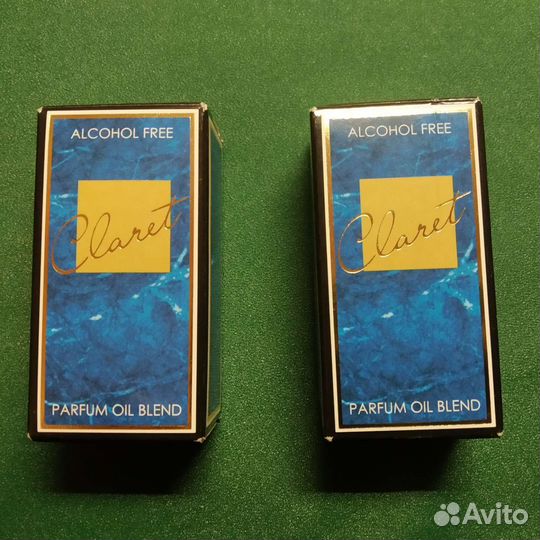 ALCOHOL FREE
Claret
PARFUM OIL BLEND
ALCOHOL FREE
Claret
PARFUM OIL BLEND
Avito